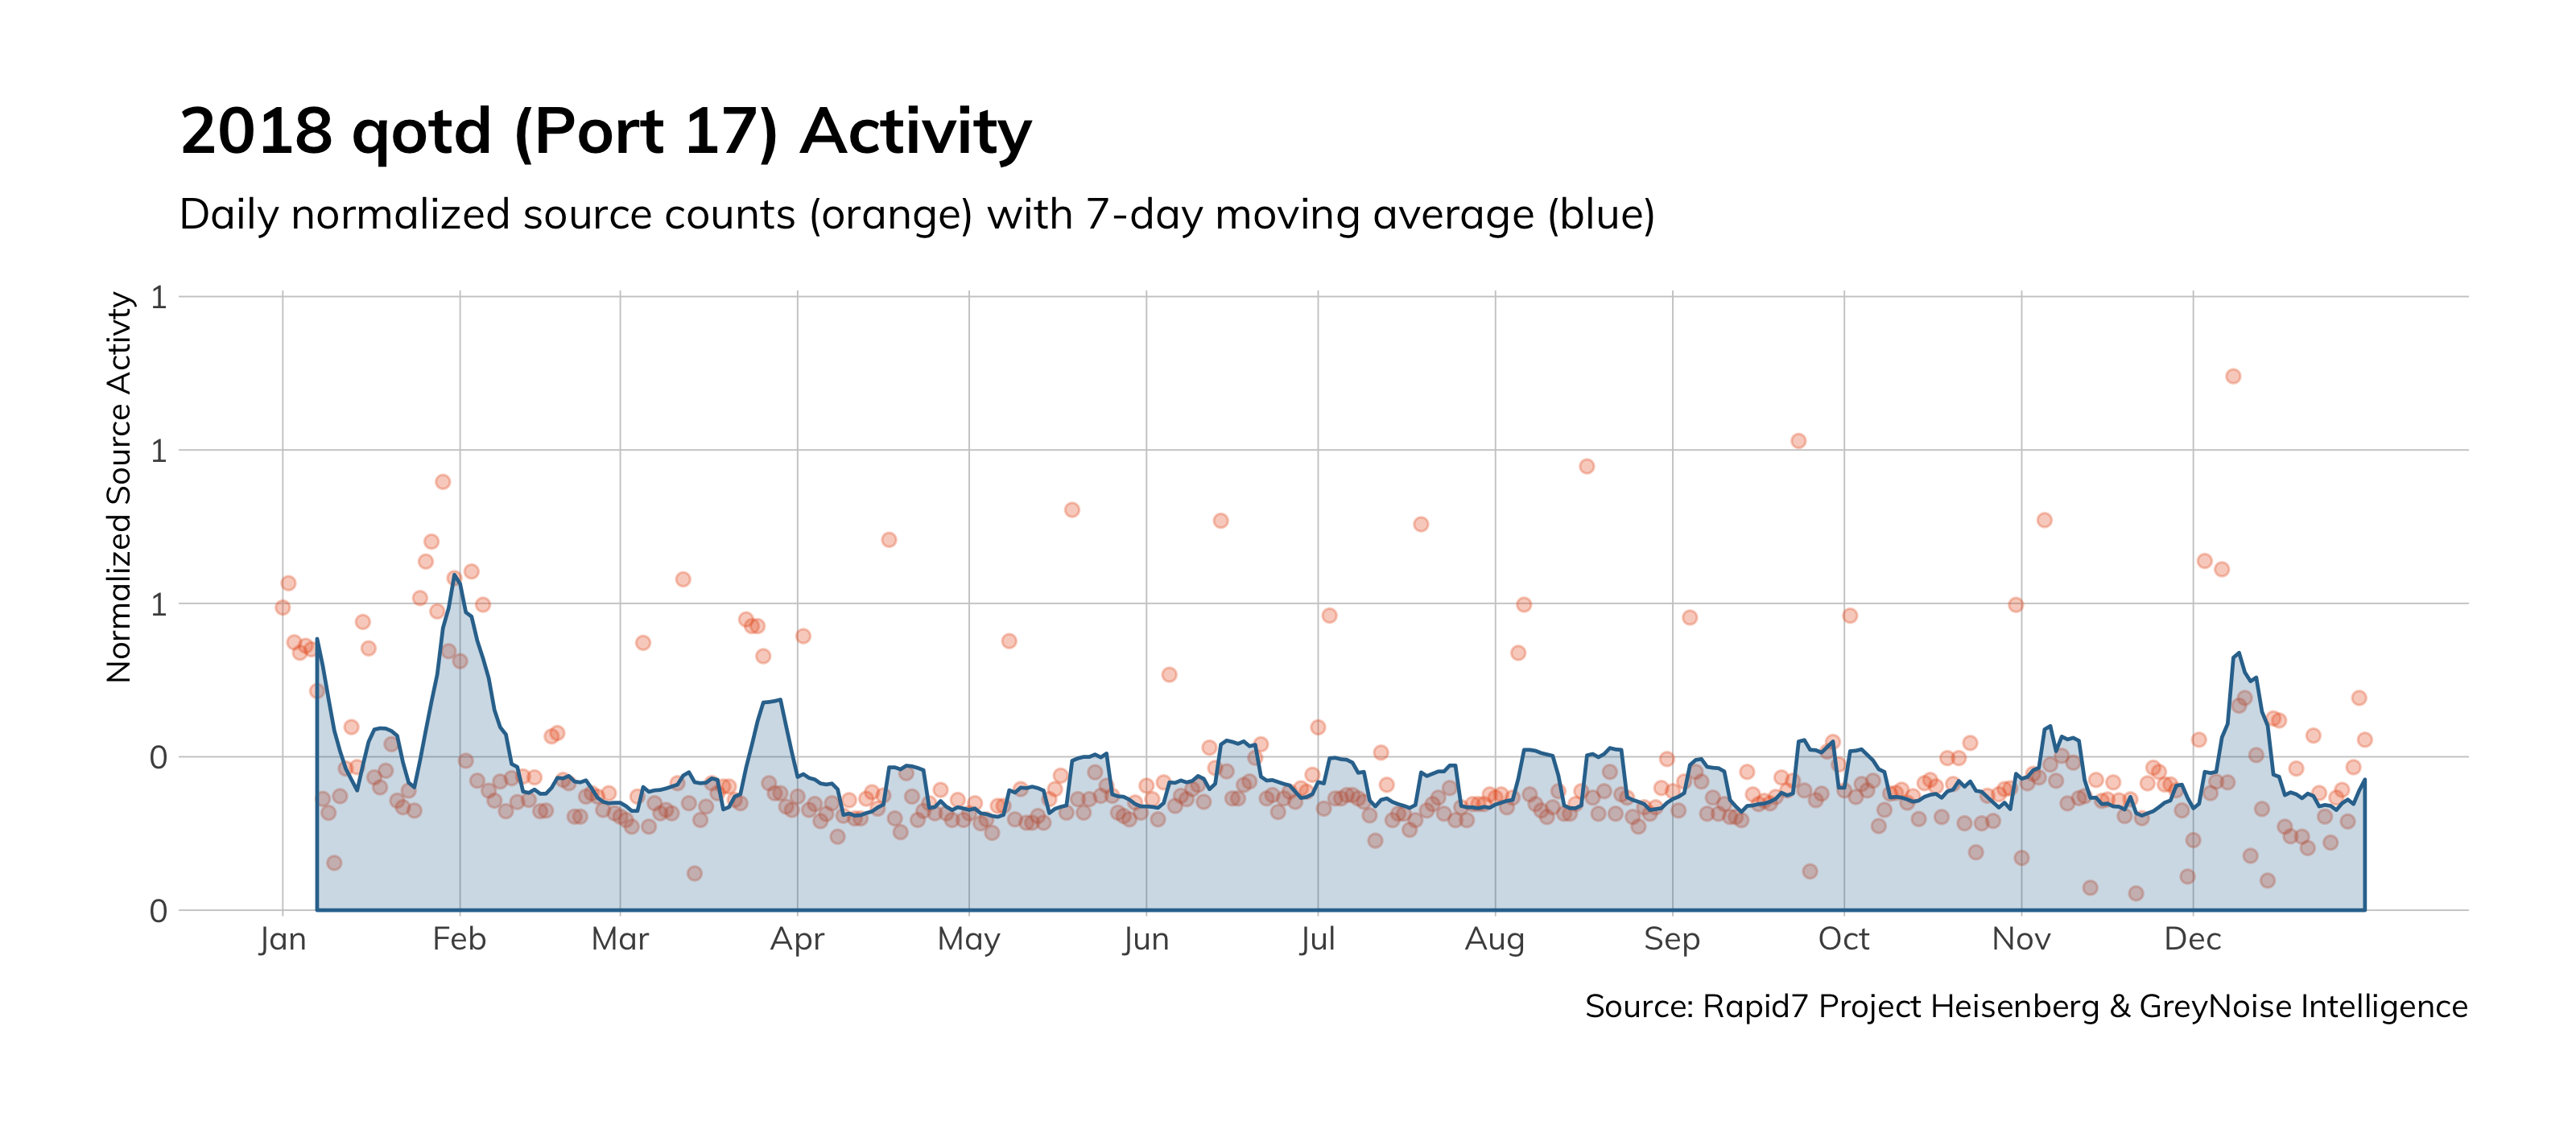 2018 qotd (Port 17) Activity
Daily normalized source counts (orange) with 7-day moving average (blue)
Normalized Source Activty
1
1
1
0
0
Jan Feb Mar Apr May Jun Jul Aug Sep Oct Nov Dec
Source: Rapid7 Project Heisenberg & GreyNoise Intelligence